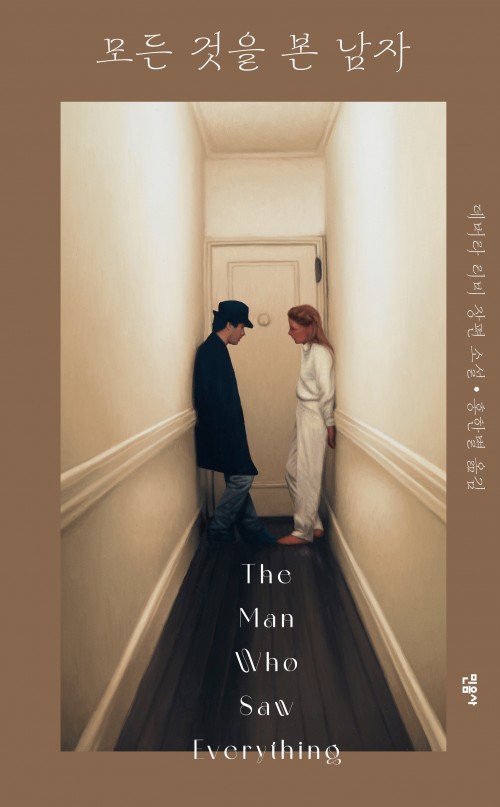 모든 것을 본 남자
데버라 리비 장편 소설 • 홍한별 옮김
The
Man
Who
Saw
Everything
민음사